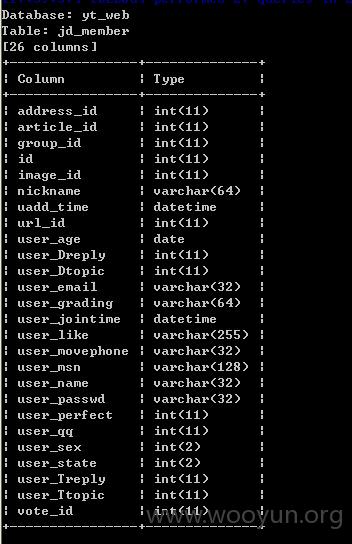 Database: yt_web
Table: jd_member
[26 columns]
Column Type
address_id int(11)
article_id int(11)
group_id int(11)
id int(11)
image_id int(11)
nickname varchar(64)
uadd_time datetime
url_id int(11)
user_age date
user_Dreply int(11)
user_Dtopic int(11)
user_email varchar(32)
user_grading varchar(64)
user_jointime datetime
user_like varchar(255)
user_movephone varchar(32)
user_msn varchar(128)
user_name varchar(32)
user_passwd varchar(32)
user_perfect int(11)
user_qq int(11)
user_sex int(2)
user_state int(2)
user_Treply int(11)
user_Ttopic int(11)
vote_id int(11)
www.wooyun.org